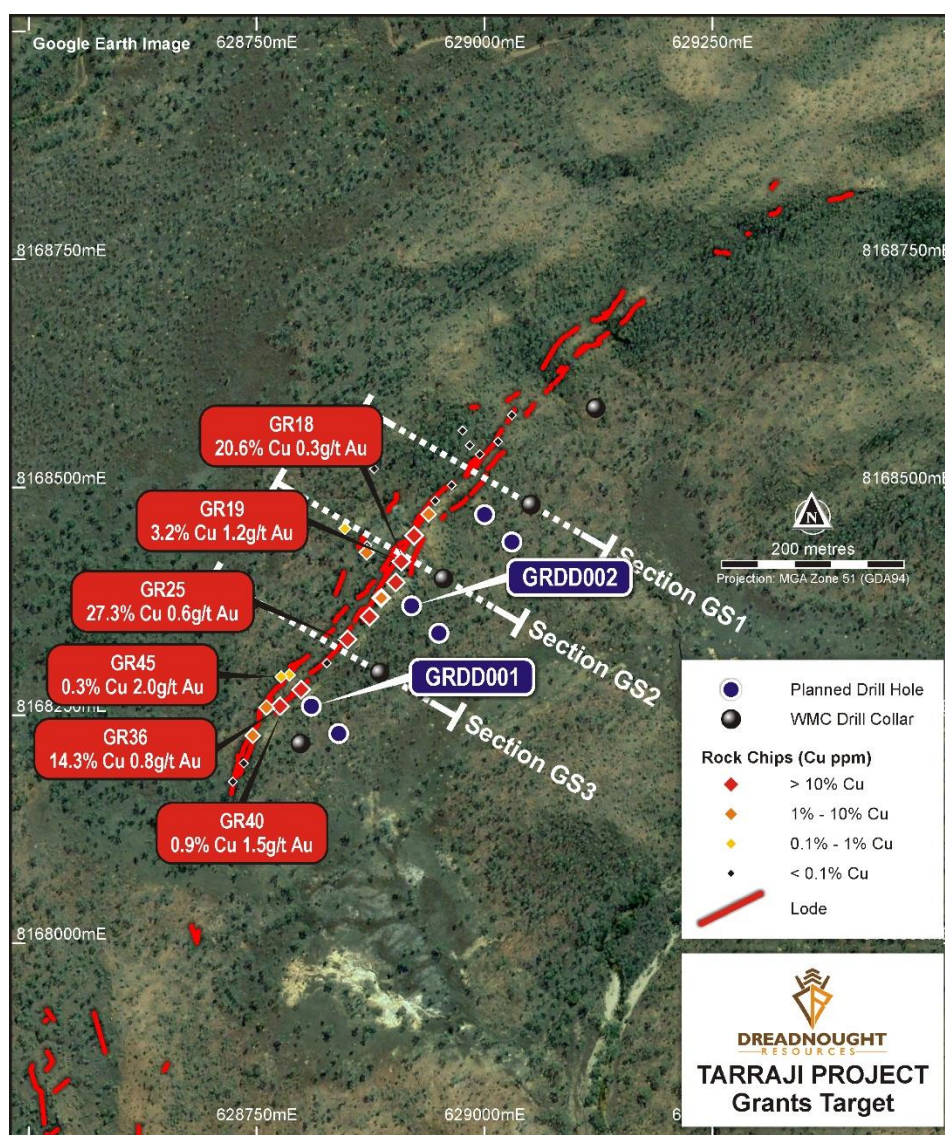 Google Earth Image
628750mE
629000mE
629250mE
8168750mE
GR18
20.6% Cu 0.3g/t Au
8168500mE
8168500m
GR19
3.2% Cu 1.2g/t Au
N
200 metres
Projection: MGA Zone 51 (GDA94)
GRDD002
Section GS1
GR25
27.3% Cu 0.6g/t Au
Section GS2
GR45
0.3% Cu 2.0g/t Au
GRDD001
8168250mE
Section GS3
GR36
14.3% Cu 0.8g/t Au
GR40
0.9% Cu 1.5g/t Au
Planned Drill Hole
WMC Drill Collar
Rock Chips (Cu ppm)
> 10% Cu
1% - 10% Cu
0.1% - 1% Cu
< 0.1% Cu
Lode
8168000mE
DREADNOUGHT
RESOURCES
TARRAJI PROJECT
Grants Target
628750mE
629000mE